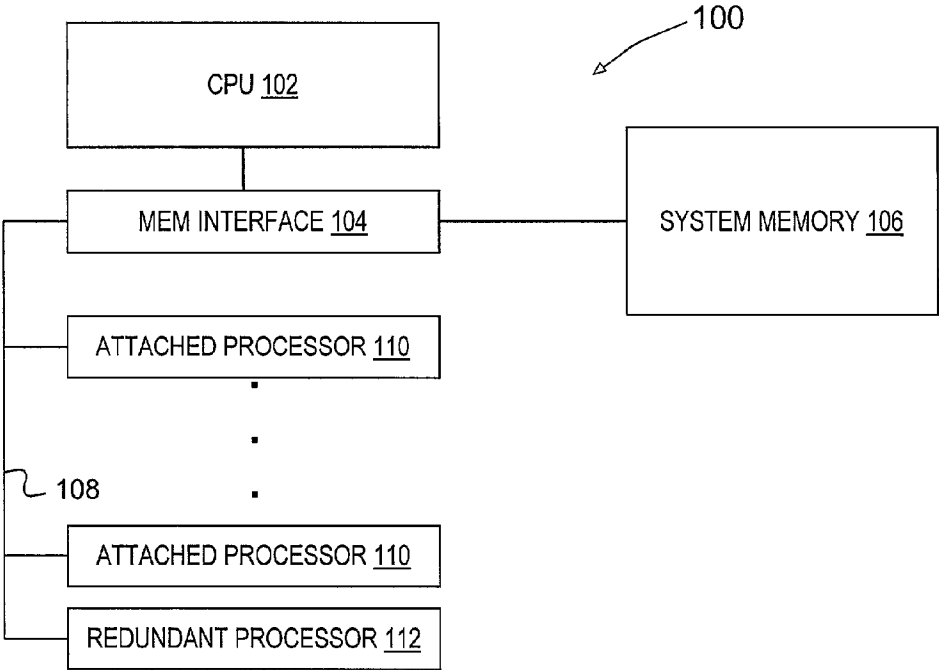 100
CPU 102
MEM INTERFACE 104
SYSTEM MEMORY 106
ATTACHED PROCESSOR 110
108
ATTACHED PROCESSOR 110
REDUNDANT PROCESSOR 112